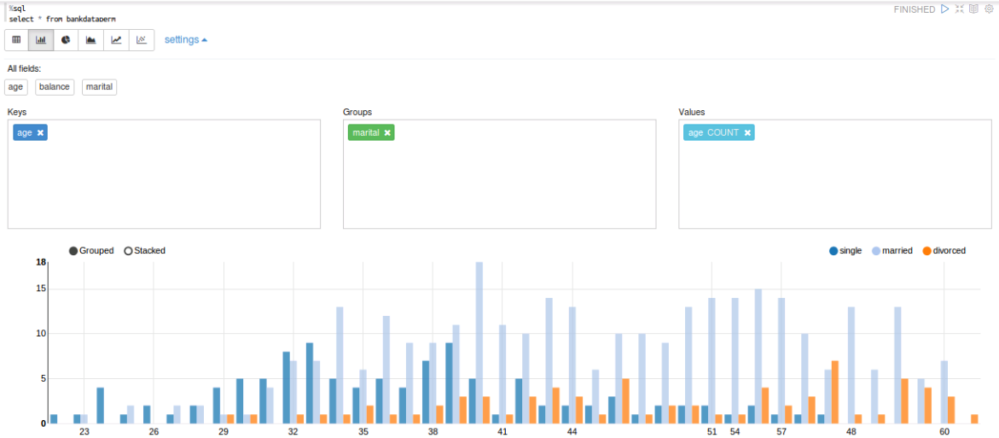 %sql
FINISHED
select * from bankdataperm
settings
All fields:
age balance marital
Keys Groups Values
age marital age COUNT
Grouped Stacked single married divorced
18
15
10
5
0
23 26 29 32 35 38 41 44 51 54 57 48 60